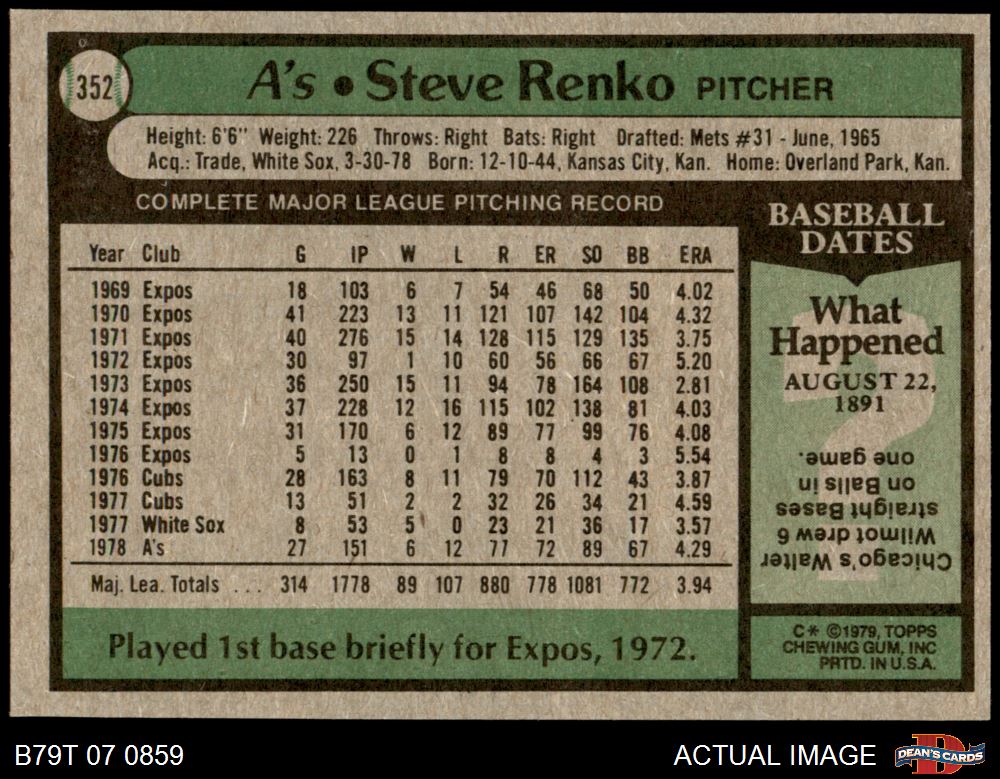 352
A's • Steve Renko PITCHER
Height: 6'6" Weight: 226 Throws: Right Bats: Right Drafted: Mets #31 - June, 1965
Acq.: Trade, White Sox, 3-30-78 Born: 12-10-44, Kansas City, Kan. Home: Overland Park, Kan.
COMPLETE MAJOR LEAGUE PITCHING RECORD
Year Club G IP W L R ER SO BB ERA
1969 Expos 18 103 6 7 54 46 68 50 4.02
1970 Expos 41 223 13 11 121 107 142 104 4.32
1971 Expos 40 276 15 14 128 115 129 135 3.75
1972 Expos 30 97 1 10 60 56 66 67 5.20
1973 Expos 36 250 15 11 94 78 164 108 2.81
1974 Expos 37 228 12 16 115 102 138 81 4.03
1975 Expos 31 170 6 12 89 77 99 76 4.08
1976 Expos 5 13 0 1 8 8 4 3 5.54
1976 Cubs 28 163 8 11 79 70 112 43 3.87
1977 Cubs 13 51 2 2 32 26 34 21 4.59
1977 White Sox 8 53 5 0 23 21 36 17 3.57
1978 A's 27 151 6 12 77 72 89 67 4.29
Maj. Lea. Totals . . . 314 1778 89 107 880 778 1081 772 3.94
Played 1st base briefly for Expos, 1972.
BASEBALL
DATES
What
Happened
AUGUST 22,
1891
Chicago's Walter
Wilmot drew 6
straight Bases
on Balls in
one game.
C* ©1979, TOPPS
CHEWING GUM, INC
PRTD. IN U.S.A.
B79T 07 0859
ACTUAL IMAGE
DEAN'S CARDS